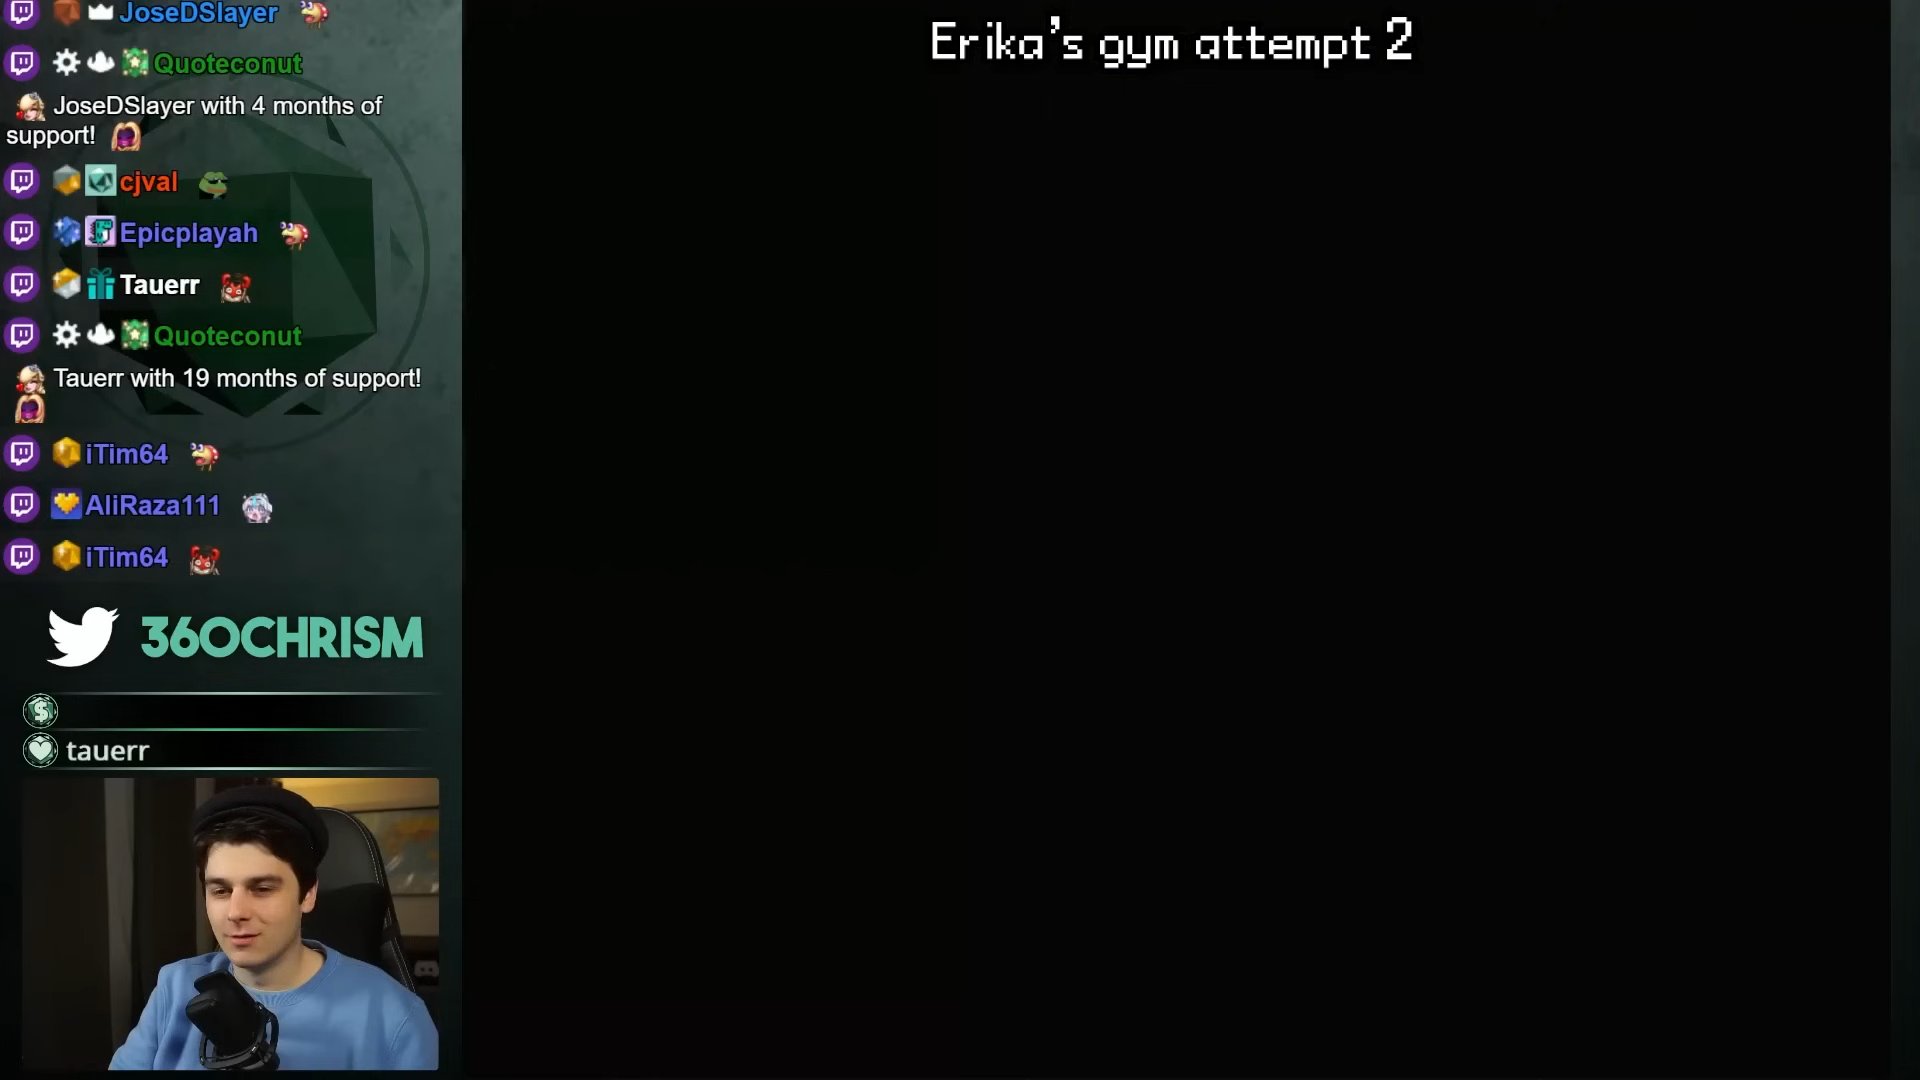 JoseDSlayer
Erika's gym attempt 2
Quoteconut
JoseDSlayer with 4 months of
support!
cjval
Epicplayah
Tauerr
Quoteconut
Tauerr with 19 months of support!
iTim64
AliRaza111
iTim64
360CHRISM
$
tauerr